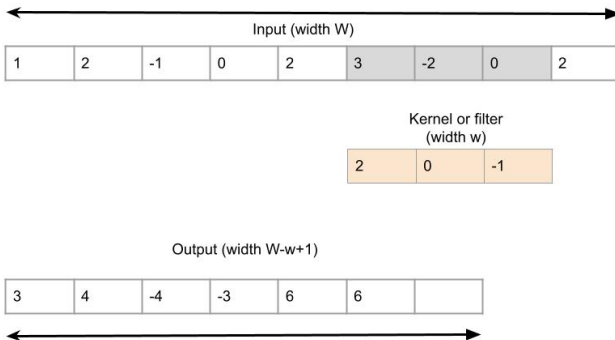 Input (width W)
1 2 -1 0 2 3 -2 0 2
Kernel or filter
(width w)
2 0 -1
Output (width W-w+1)
3 4 -4 -3 6 6